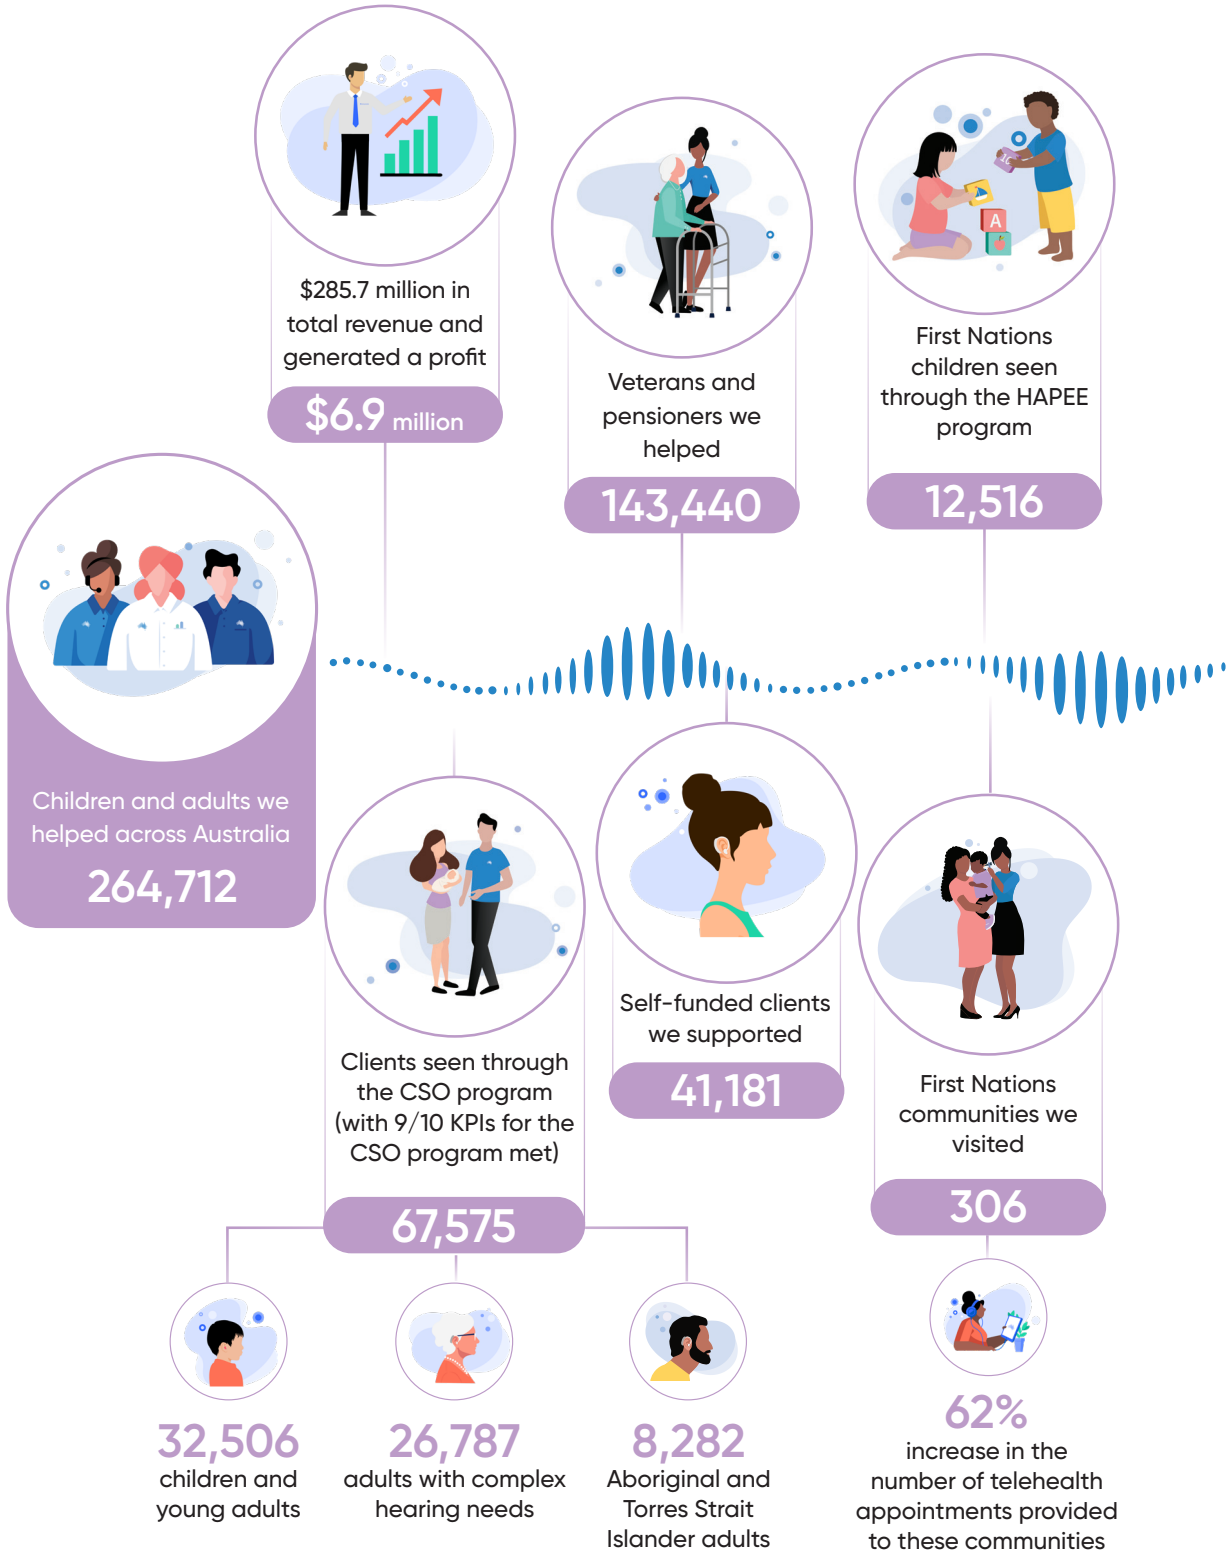 $285.7 million in
total revenue and
generated a profit
$6.9 million
Veterans and
pensioners we
helped
143,440
First Nations
children seen
through the HAPEE
program
12,516
Children and adults we
helped across Australia
264,712
Clients seen through
the CSO program
(with 9/10 KPIs for the
CSO program met)
67,575
32,506
children and
young adults
26,787
adults with complex
hearing needs
8,282
Aboriginal and
Torres Strait
Islander adults
Self-funded clients
we supported
41,181
First Nations
communities we
visited
306
62%
increase in the
number of telehealth
appointments provided
to these communities
A